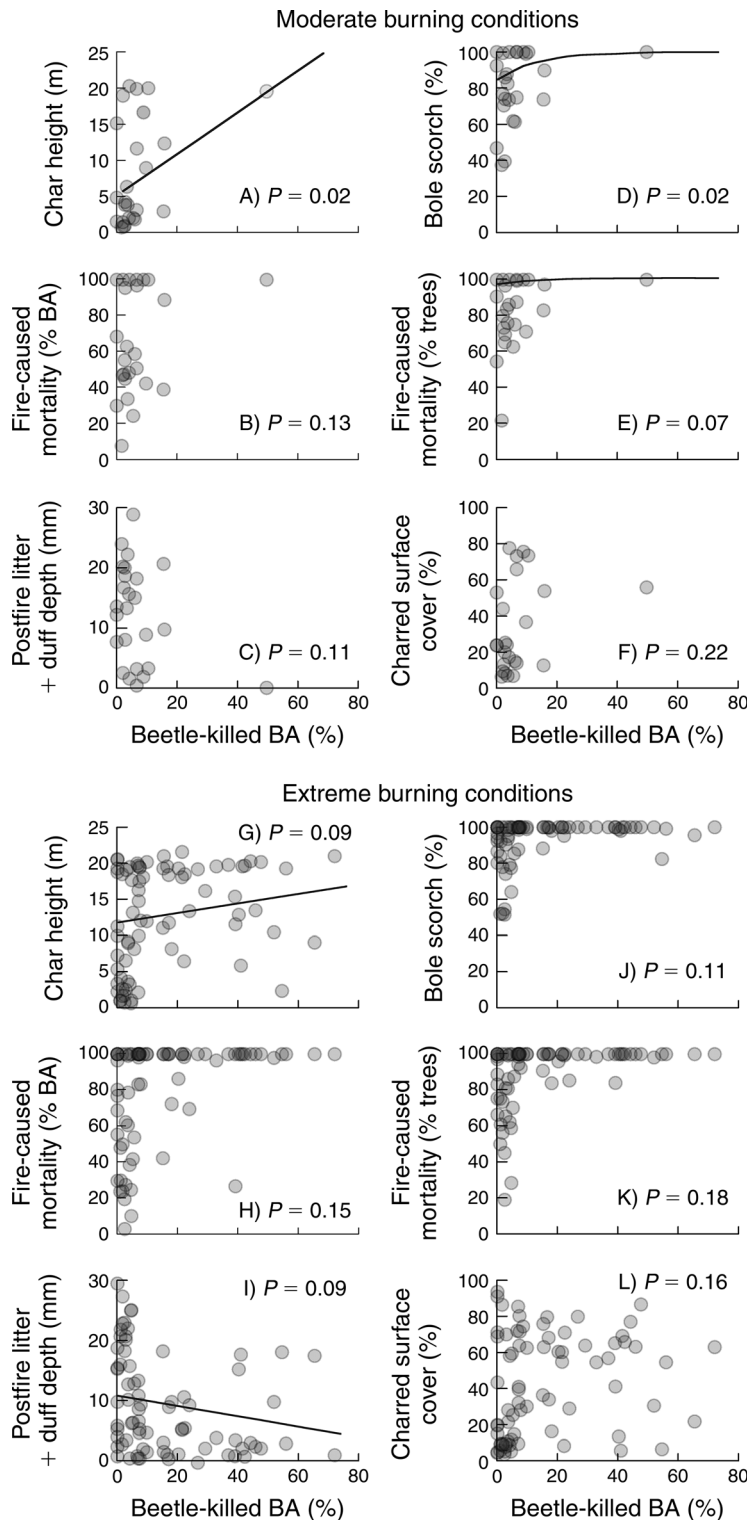 Moderate burning conditions
25
20
15
10
5
0
Char height (m)
A) P = 0.02
100
80
60
40
20
0
Bole scorch (%)
D) P = 0.02
100
80
60
40
20
0
Fire-caused
mortality (% BA)
B) P = 0.13
100
80
60
40
20
0
Fire-caused
mortality (% trees)
E) P = 0.07
30
20
10
0
Postfire litter
+ duff depth (mm)
C) P = 0.11
0 20 40 60 80
Beetle-killed BA (%)
100
80
60
40
20
0
Charred surface
cover (%)
F) P = 0.22
0 20 40 60 80
Beetle-killed BA (%)
Extreme burning conditions
25
20
15
10
5
0
Char height (m)
G) P = 0.09
100
80
60
40
20
0
Bole scorch (%)
J) P = 0.11
100
80
60
40
20
0
Fire-caused
mortality (% BA)
H) P = 0.15
100
80
60
40
20
0
Fire-caused
mortality (% trees)
K) P = 0.18
30
20
10
0
Postfire litter
+ duff depth (mm)
I) P = 0.09
0 20 40 60 80
Beetle-killed BA (%)
100
80
60
40
20
0
Charred surface
cover (%)
L) P = 0.16
0 20 40 60 80
Beetle-killed BA (%)